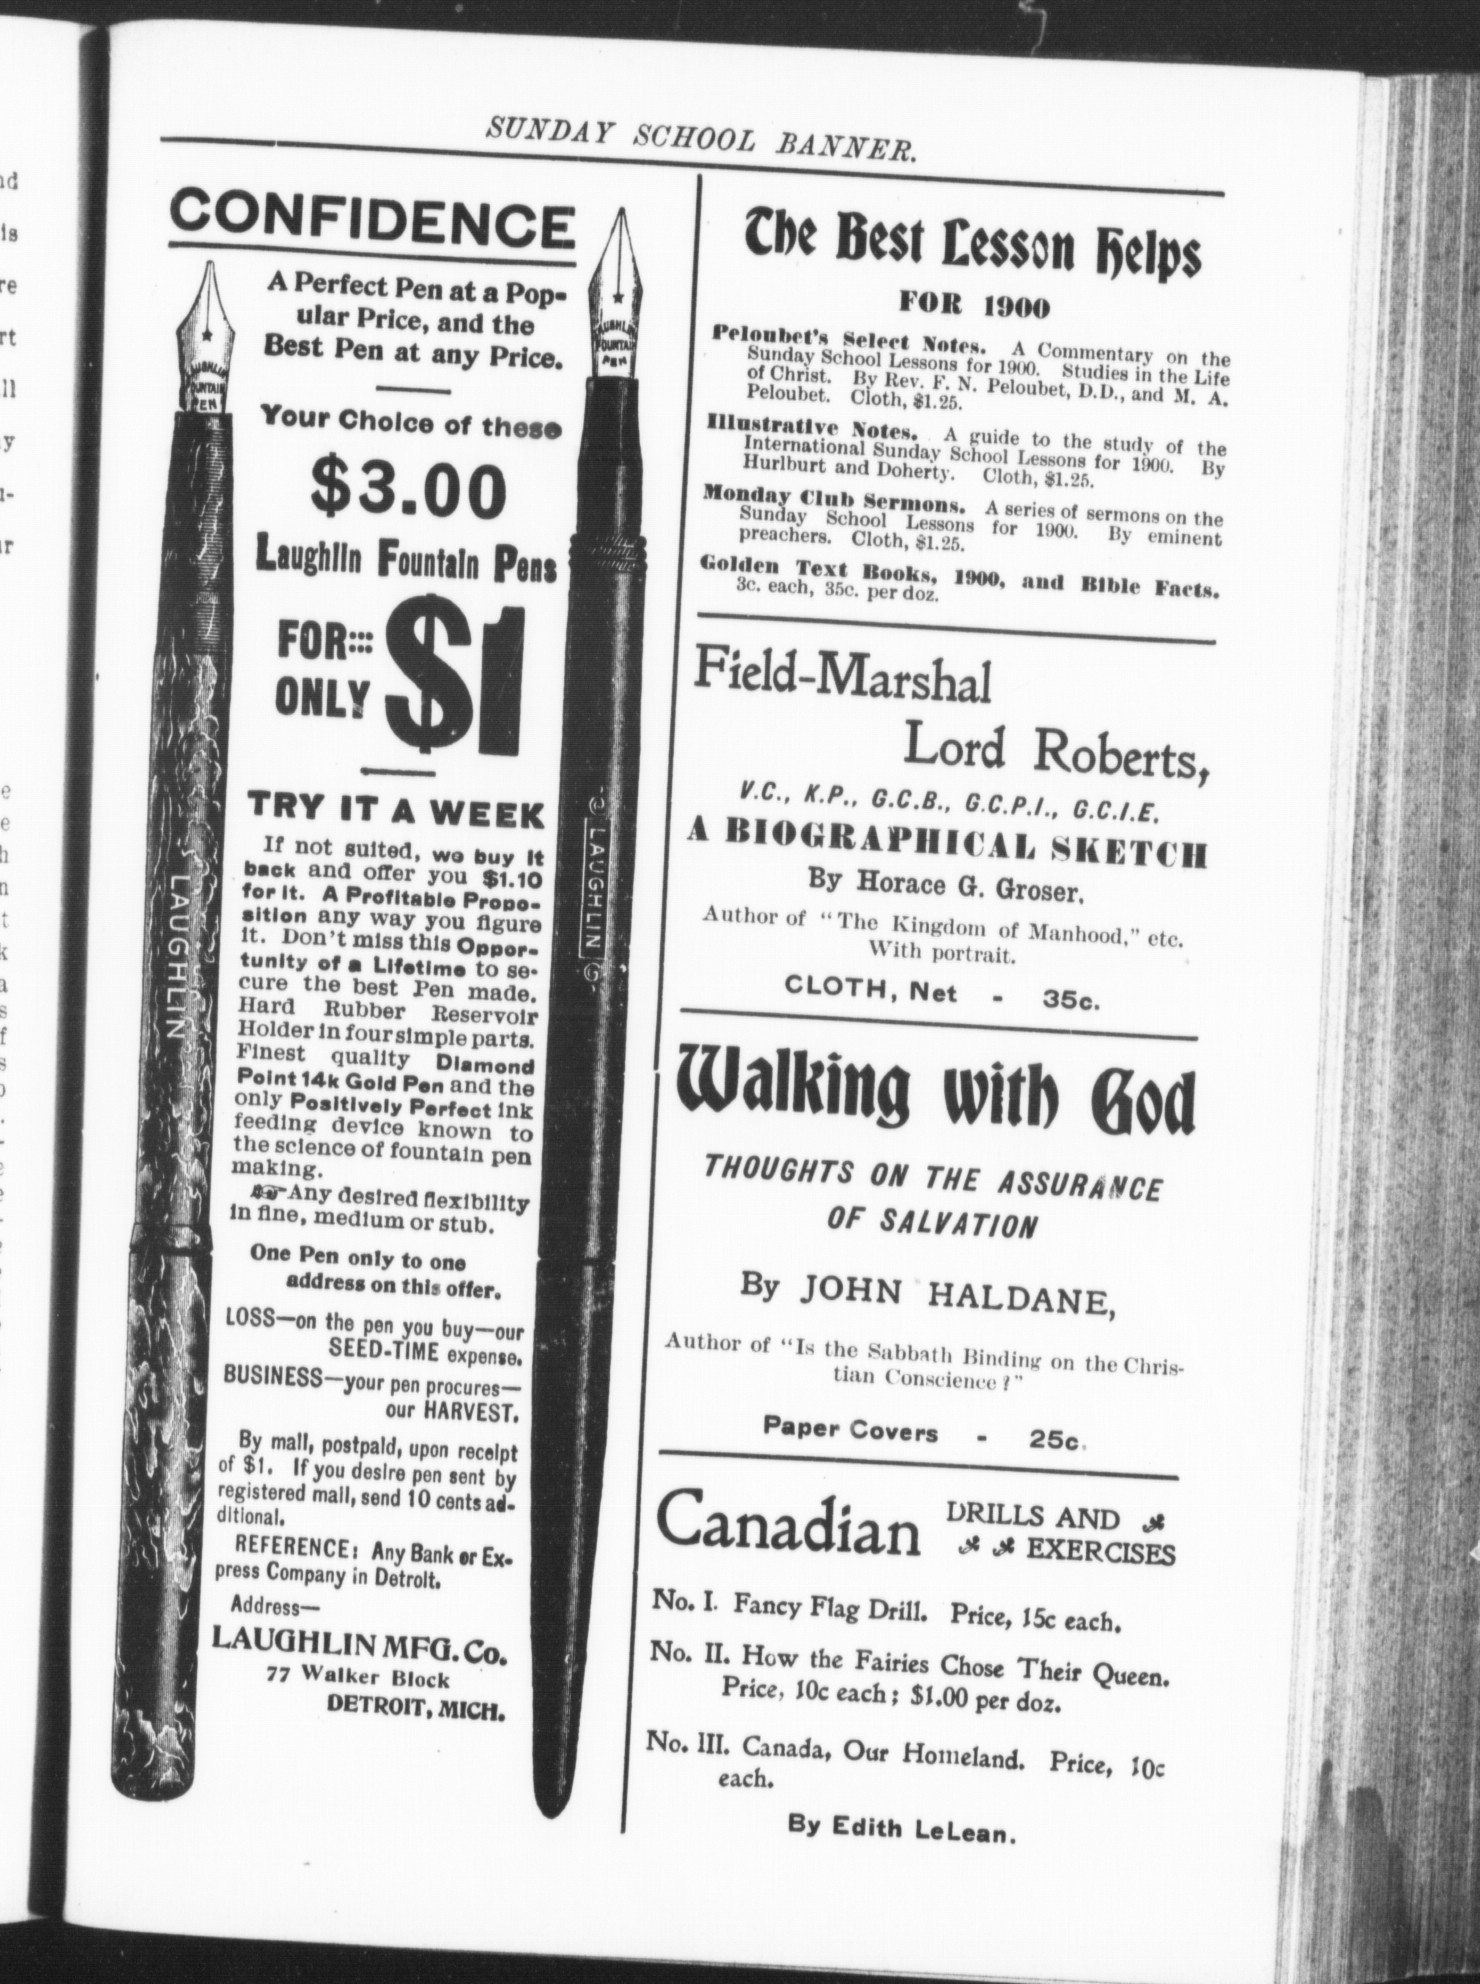 SUNDAY SCHOOL BANNER.
CONFIDENCE
A Perfect Pen at a Pop-
ular Price, and the
Best Pen at any Price.
Your Choice of these
$3.00
Laughlin Fountain Pens
FOR
ONLY
$1
TRY IT A WEEK
If not suited, we buy it
back and offer you $1.10
for it. A Profitable Propo-
sition any way you figure
it. Don't miss this Oppor-
tunity of a Lifetime to se-
cure the best Pen made.
Hard Rubber Reservoir
Holder in four simple parts.
Finest quality Diamond
Point 14k Gold Pen and the
only Positively Perfect ink
feeding device known to
the science of fountain pen
making.
☞ Any desired flexibility
in fine, medium or stub.
One Pen only to one
address on this offer.
LOSS—on the pen you buy—our
SEED-TIME expense.
BUSINESS—your pen procures—
our HARVEST.
By mail, postpaid, upon receipt
of $1. If you desire pen sent by
registered mail, send 10 cents ad-
ditional.
REFERENCE: Any Bank or Ex-
press Company in Detroit.
Address—
LAUGHLIN MFG. Co.
77 Walker Block
DETROIT, MICH.
LAUGHLIN
FOUNTAIN
PEN
LAUGHLIN
LAUGHLIN
FOUNTAIN
PEN
LAUGHLIN
The Best Lesson Helps
FOR 1900
Peloubet's Select Notes. A Commentary on the
Sunday School Lessons for 1900. Studies in the Life
of Christ. By Rev. F. N. Peloubet, D.D., and M. A.
Peloubet. Cloth, $1.25.
Illustrative Notes. A guide to the study of the
International Sunday School Lessons for 1900. By
Hurlburt and Doherty. Cloth, $1.25.
Monday Club Sermons. A series of sermons on the
Sunday School Lessons for 1900. By eminent
preachers. Cloth, $1.25.
Golden Text Books, 1900, and Bible Facts.
3c. each, 35c. per doz.
Field-Marshal
Lord Roberts,
V.C., K.P., G.C.B., G.C.P.I., G.C.I.E.
A BIOGRAPHICAL SKETCH
By Horace G. Groser.
Author of "The Kingdom of Manhood," etc.
With portrait.
CLOTH, Net - 35c.
Walking with God
THOUGHTS ON THE ASSURANCE
OF SALVATION
By JOHN HALDANE,
Author of "Is the Sabbath Binding on the Chris-
tian Conscience?"
Paper Covers - 25c.
Canadian DRILLS AND
EXERCISES
No. I. Fancy Flag Drill. Price, 15c each.
No. II. How the Fairies Chose Their Queen.
Price, 10c each; $1.00 per doz.
No. III. Canada, Our Homeland. Price, 10c
each.
By Edith LeLean.